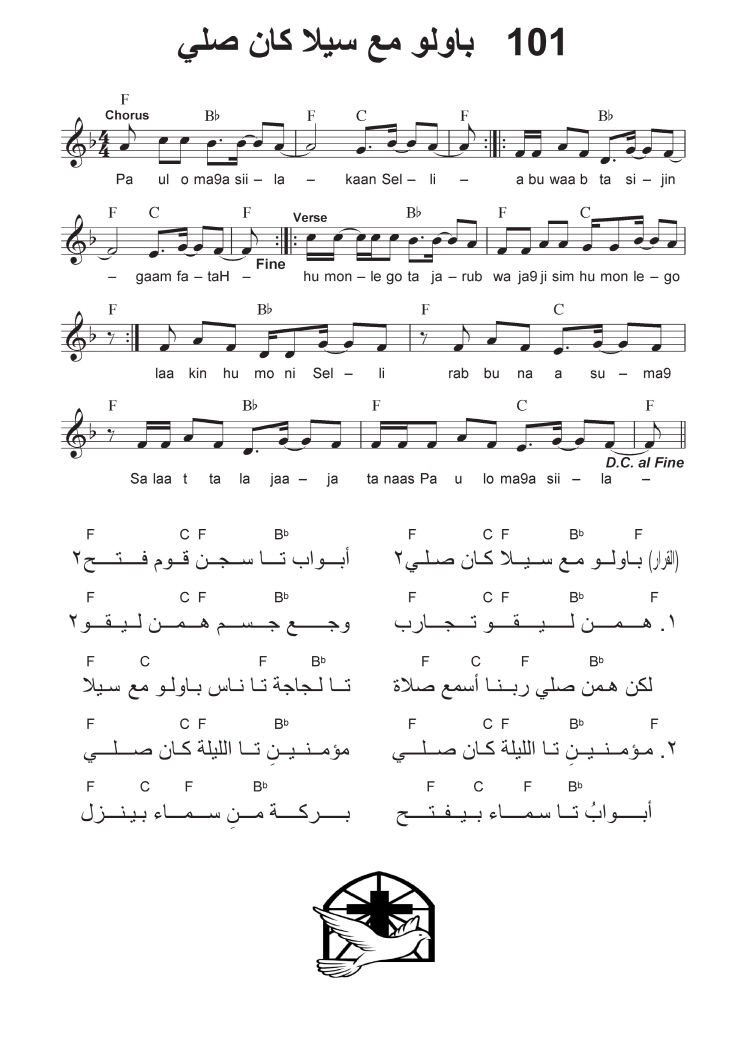 101 باولو مع سيلا كان صلي
F
Chorus B♭ F C F B♭
4/4
Pa ul o ma9a sii – la – kaan Sel – li – a bu waa b ta si – jin
F C F Verse B♭ F C
Fine
– gaam fa – taH – hu mon – le go ta ja – rub wa ja9 ji sim hu mon le – go
F B♭ F C
laa kin hu mo ni Sel – li rab bu na a su – ma9
F B♭ F C F
D.C. al Fine
Sa laa t ta la jaa – ja ta naas Pa u lo ma9a sii – la –
F C F B♭ F F C F B♭
(القرار) باولو مع سيلا كان صلي٢ أبواب تا سجن قوم فتح٢
F C F B♭ F F C F B♭
١. همن ليقو تجارب وجع جسم همن ليقو٢
F C F B♭ F C F B♭
لكن همن صلي ربنا أسمع صلاة تا لجاجة تا ناس باولو مع سيلا
F C F B♭ F F C F B♭
٢. مؤمنينِ تا الليلة كان صلي مؤمنينِ تا الليلة كان صلي
F C F B♭ F C F B♭
أبوابُ تا سماء بيفتح بركة منِ سماء بينزل